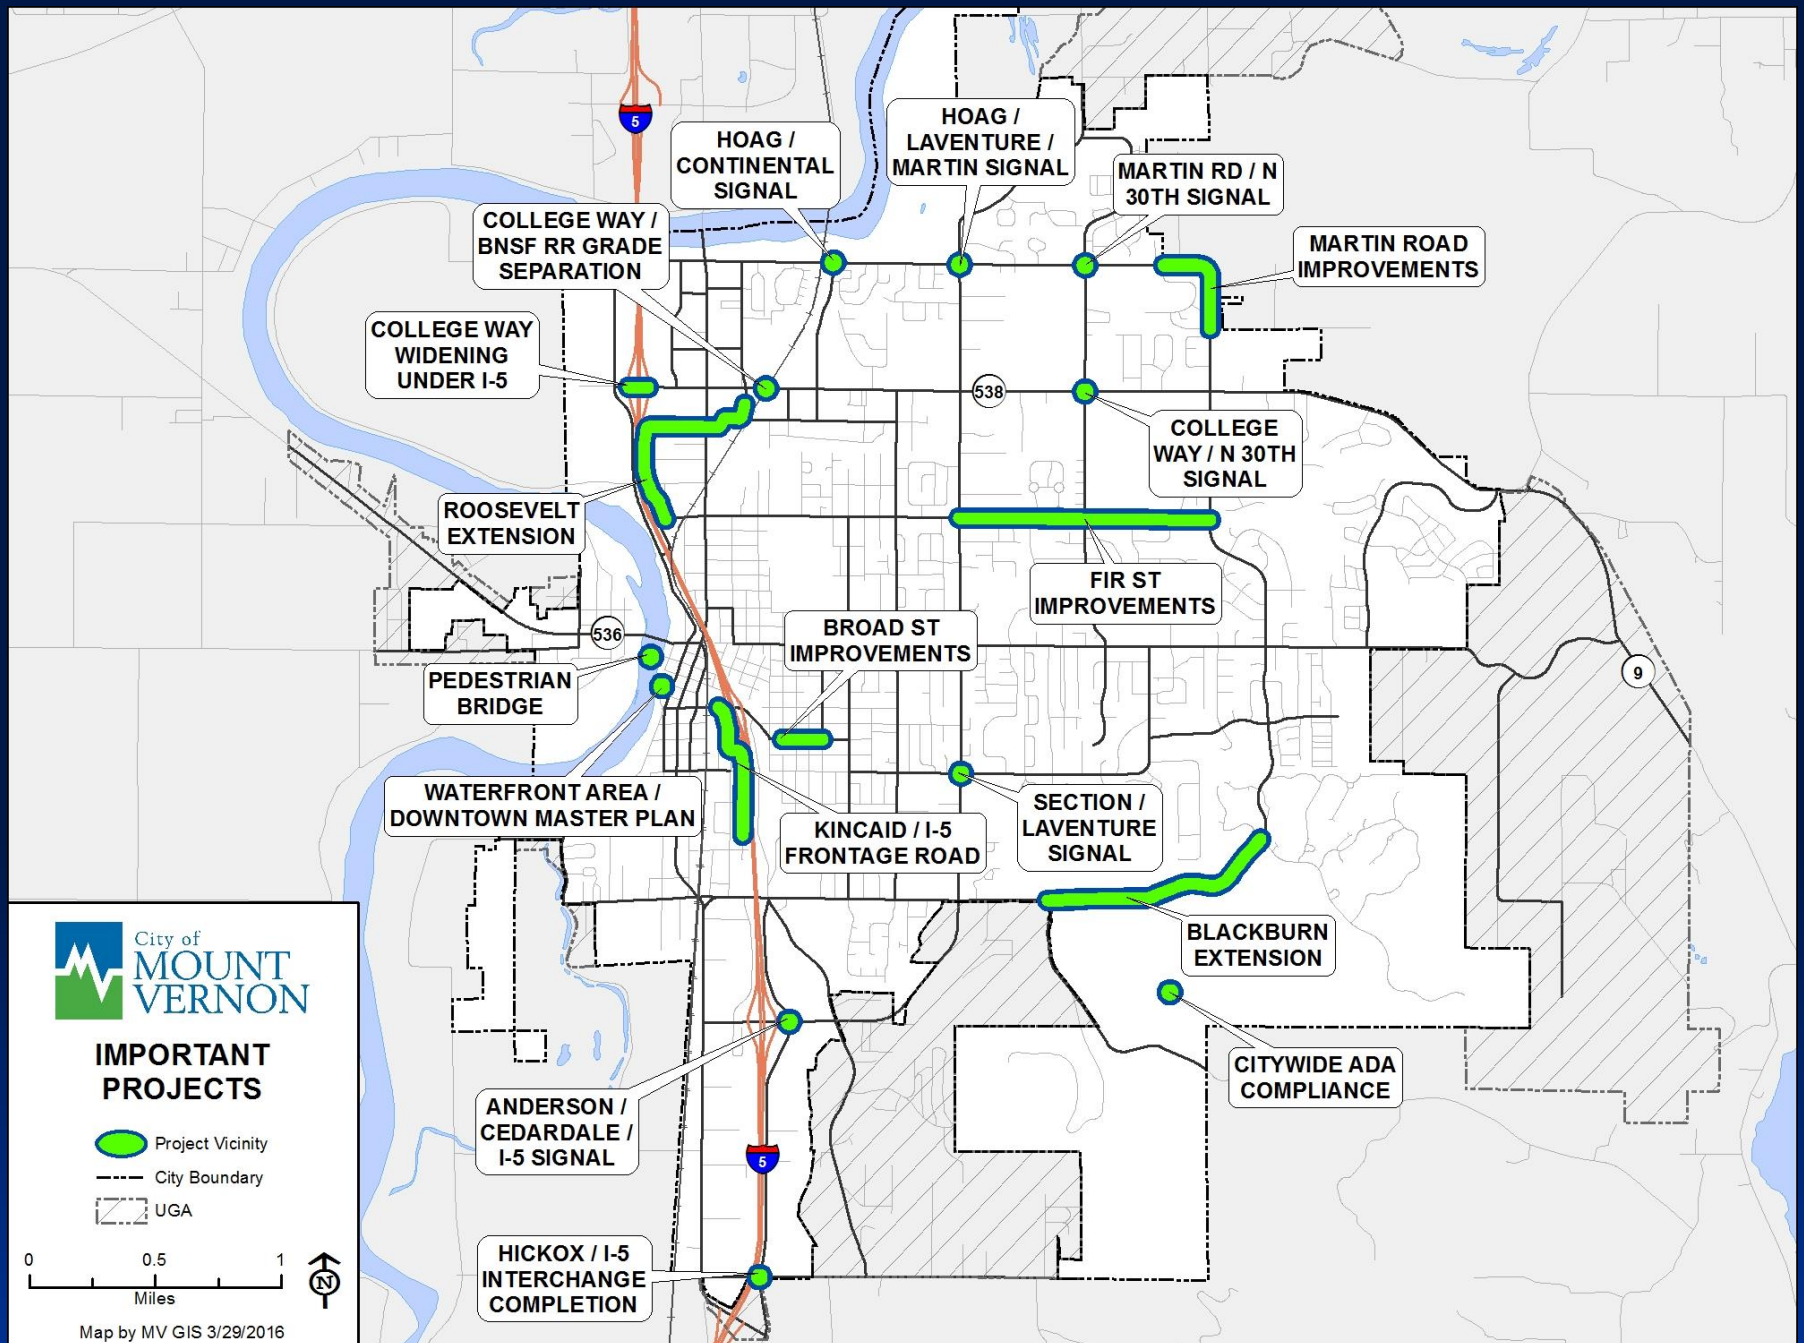 5
HOAG /
CONTINENTAL
SIGNAL
HOAG /
LAVENTURE /
MARTIN SIGNAL
MARTIN RD / N
30TH SIGNAL
COLLEGE WAY /
BNSF RR GRADE
SEPARATION
MARTIN ROAD
IMPROVEMENTS
COLLEGE WAY
WIDENING
UNDER I-5
538
COLLEGE
WAY / N 30TH
SIGNAL
ROOSEVELT
EXTENSION
FIR ST
IMPROVEMENTS
536
BROAD ST
IMPROVEMENTS
9
PEDESTRIAN
BRIDGE
WATERFRONT AREA /
DOWNTOWN MASTER PLAN
KINCAID / I-5
FRONTAGE ROAD
SECTION /
LAVENTURE
SIGNAL
BLACKBURN
EXTENSION
CITYWIDE ADA
COMPLIANCE
ANDERSON /
CEDARDALE /
I-5 SIGNAL
5
HICKOX / I-5
INTERCHANGE
COMPLETION
City of
MOUNT
VERNON
IMPORTANT
PROJECTS
Project Vicinity
City Boundary
UGA
0 0.5 1
Miles
N
Map by MV GIS 3/29/2016